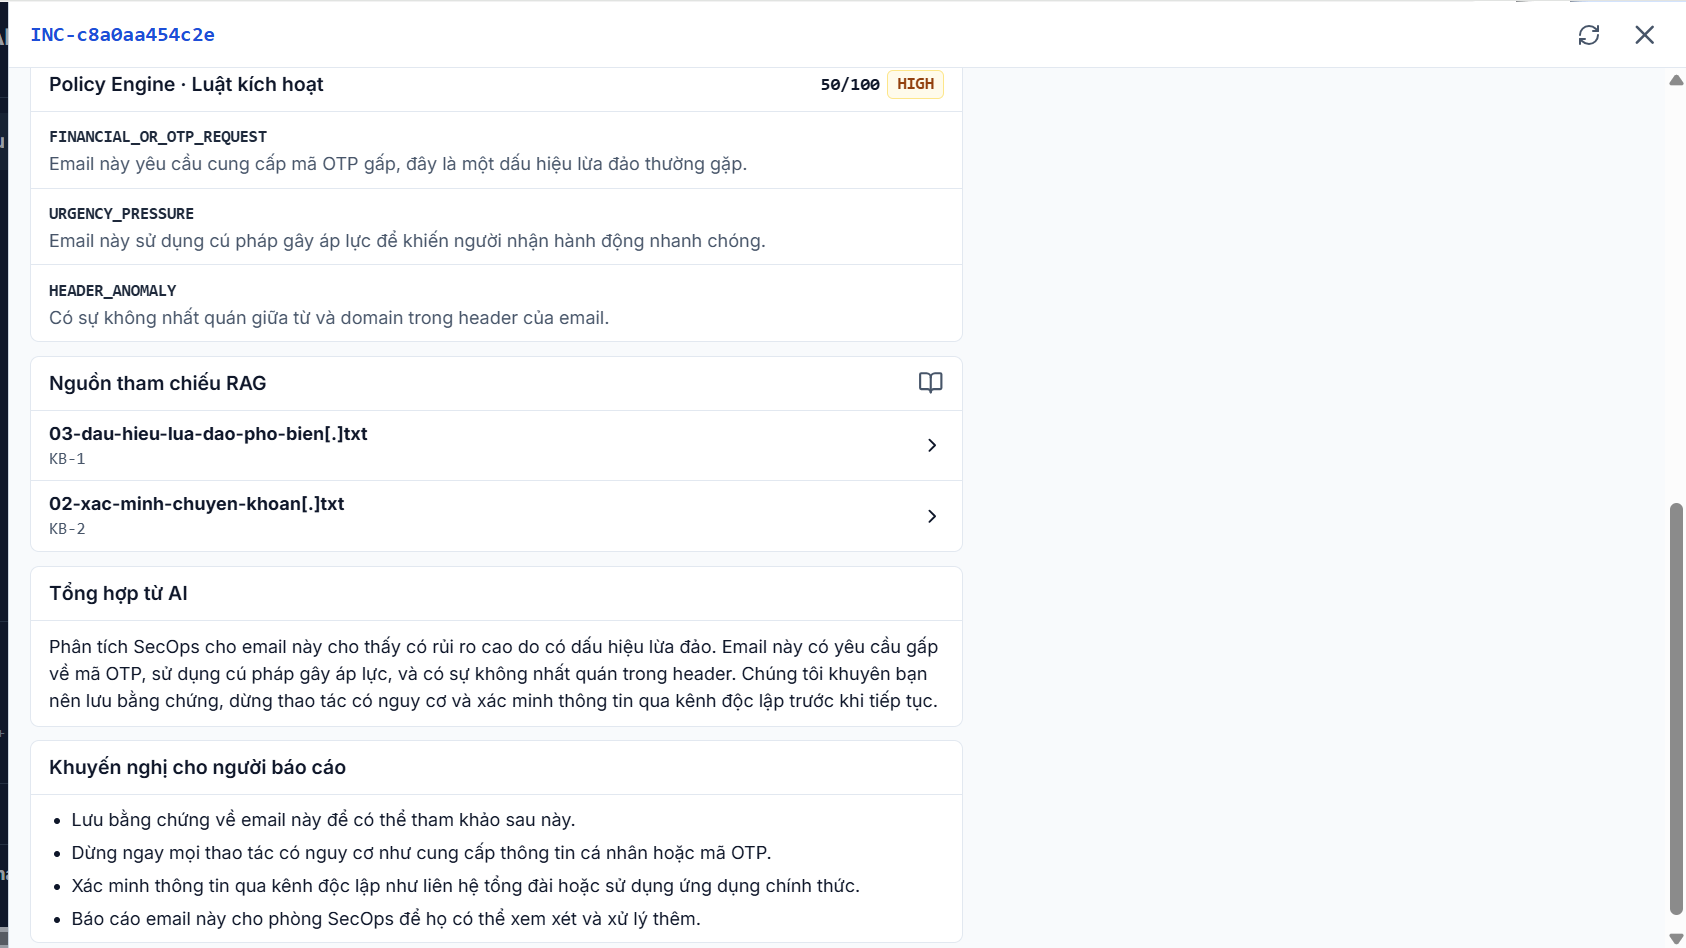 INC-c8a0aa454c2e
Policy Engine · Luật kích hoạt
50/100 HIGH
FINANCIAL_OR_OTP_REQUEST
Email này yêu cầu cung cấp mã OTP gấp, đây là một dấu hiệu lừa đảo thường gặp.
URGENCY_PRESSURE
Email này sử dụng cú pháp gây áp lực để khiến người nhận hành động nhanh chóng.
HEADER_ANOMALY
Có sự không nhất quán giữa từ và domain trong header của email.
Nguồn tham chiếu RAG
03-dau-hieu-lua-dao-pho-bien[.]txt
KB-1
02-xac-minh-chuyen-khoan[.]txt
KB-2
Tổng hợp từ AI
Phân tích SecOps cho email này cho thấy có rủi ro cao do có dấu hiệu lừa đảo. Email này có yêu cầu gấp
về mã OTP, sử dụng cú pháp gây áp lực, và có sự không nhất quán trong header. Chúng tôi khuyên bạn
nên lưu bằng chứng, dừng thao tác có nguy cơ và xác minh thông tin qua kênh độc lập trước khi tiếp tục.
Khuyến nghị cho người báo cáo
• Lưu bằng chứng về email này để có thể tham khảo sau này.
• Dừng ngay mọi thao tác có nguy cơ như cung cấp thông tin cá nhân hoặc mã OTP.
• Xác minh thông tin qua kênh độc lập như liên hệ tổng đài hoặc sử dụng ứng dụng chính thức.
• Báo cáo email này cho phòng SecOps để họ có thể xem xét và xử lý thêm.